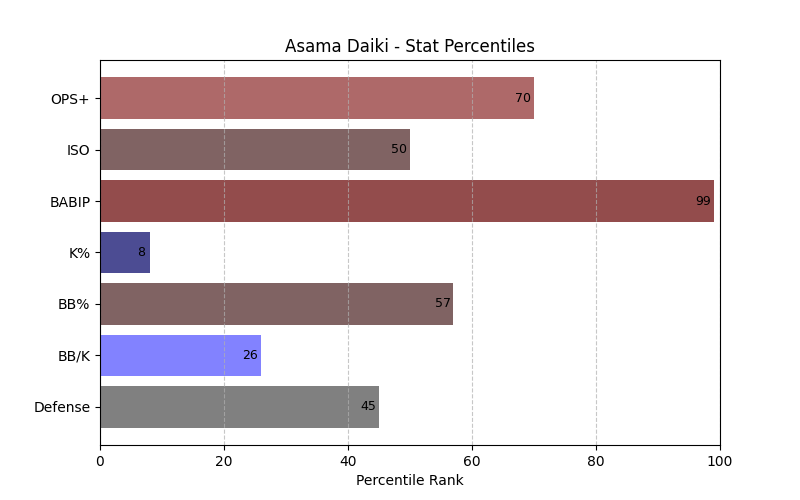 Asama Daiki - Stat Percentiles
OPS+ 70
ISO 50
BABIP 99
K% 8
BB% 57
BB/K 26
Defense 45
0 20 40 60 80 100
Percentile Rank